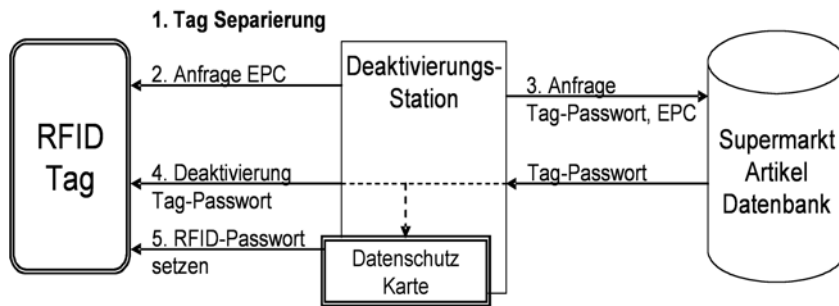 1. Tag Separierung
RFID
Tag
2. Anfrage EPC
Deaktivierungs-
Station
3. Anfrage
Tag-Passwort, EPC
Supermarkt
Artikel
Datenbank
4. Deaktivierung
Tag-Passwort
Tag-Passwort
5. RFID-Passwort
setzen
Datenschutz
Karte